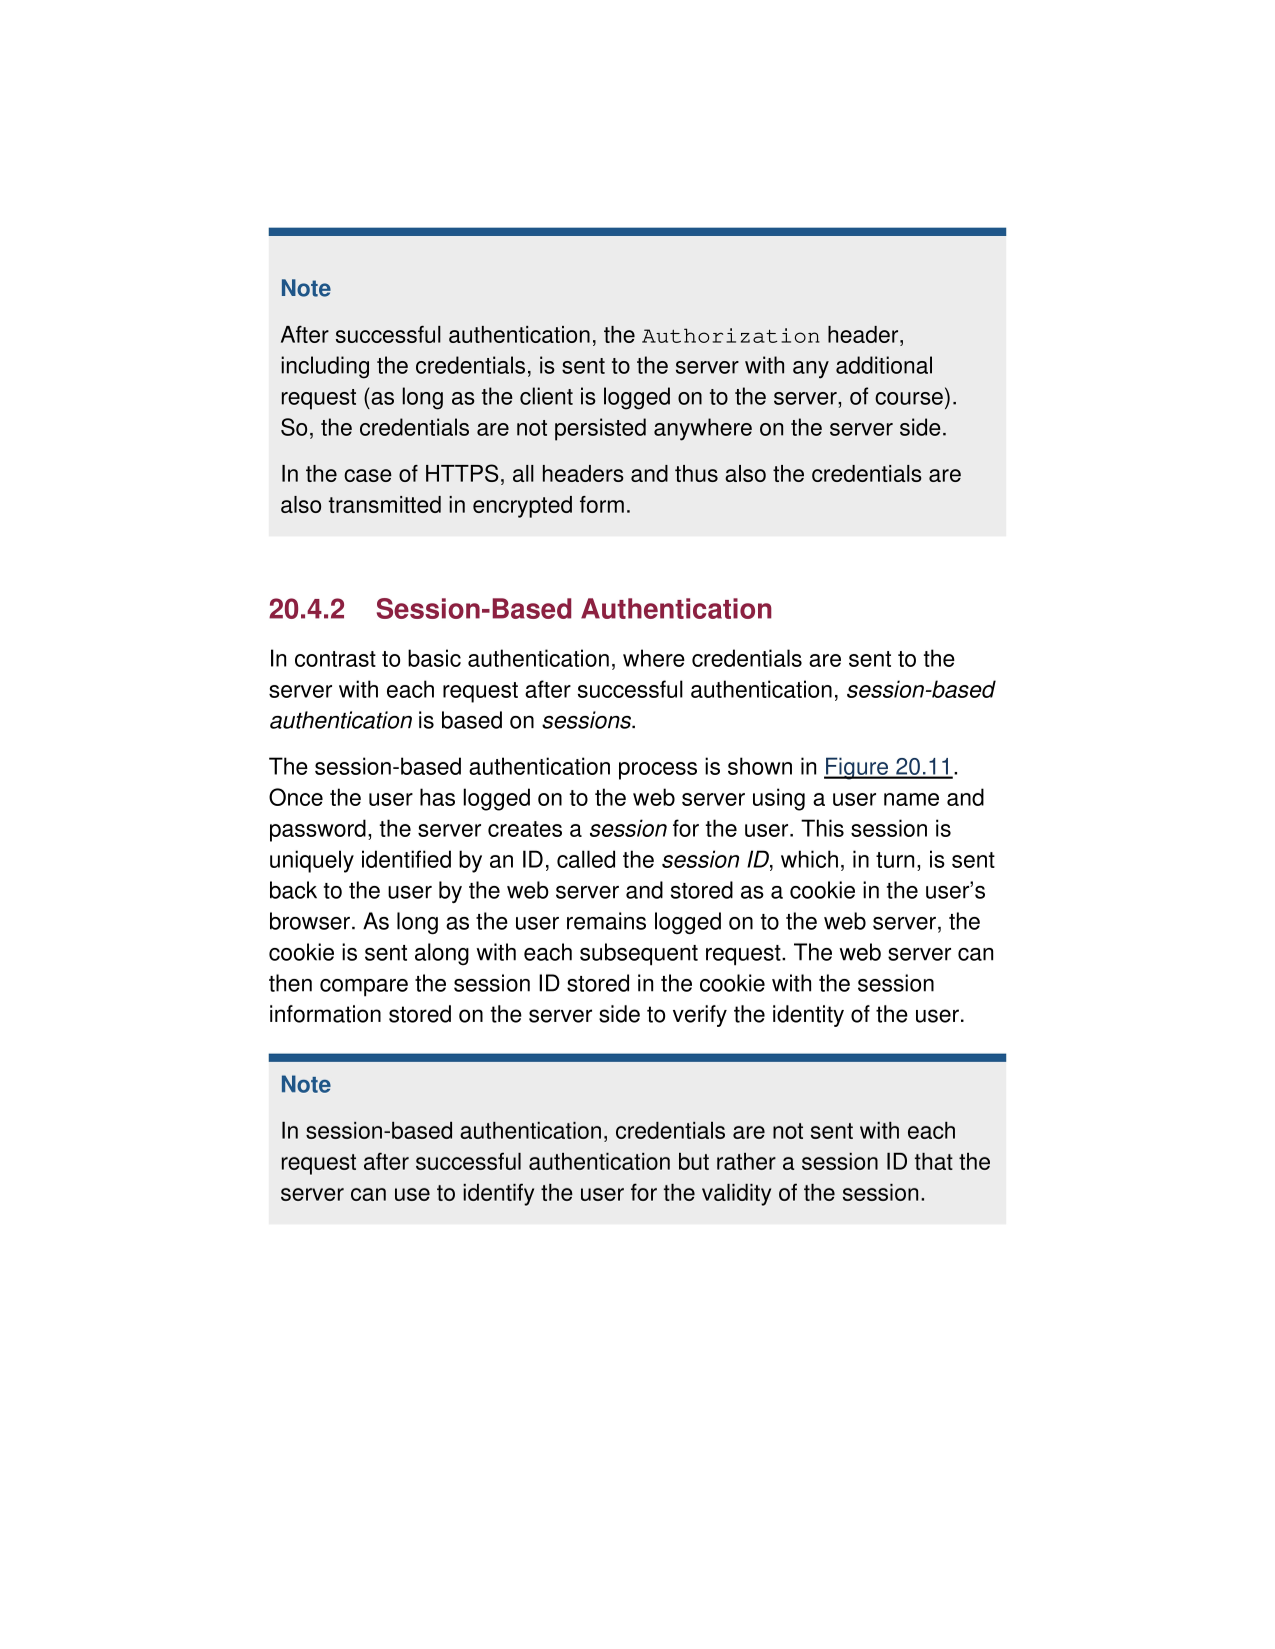 Note
After successful authentication, the Authorization header,
including the credentials, is sent to the server with any additional
request (as long as the client is logged on to the server, of course).
So, the credentials are not persisted anywhere on the server side.
In the case of HTTPS, all headers and thus also the credentials are
also transmitted in encrypted form.
20.4.2 Session-Based Authentication
In contrast to basic authentication, where credentials are sent to the
server with each request after successful authentication, session-based
authentication is based on sessions.
The session-based authentication process is shown in Figure 20.11.
Once the user has logged on to the web server using a user name and
password, the server creates a session for the user. This session is
uniquely identified by an ID, called the session ID, which, in turn, is sent
back to the user by the web server and stored as a cookie in the user’s
browser. As long as the user remains logged on to the web server, the
cookie is sent along with each subsequent request. The web server can
then compare the session ID stored in the cookie with the session
information stored on the server side to verify the identity of the user.
Note
In session-based authentication, credentials are not sent with each
request after successful authentication but rather a session ID that the
server can use to identify the user for the validity of the session.